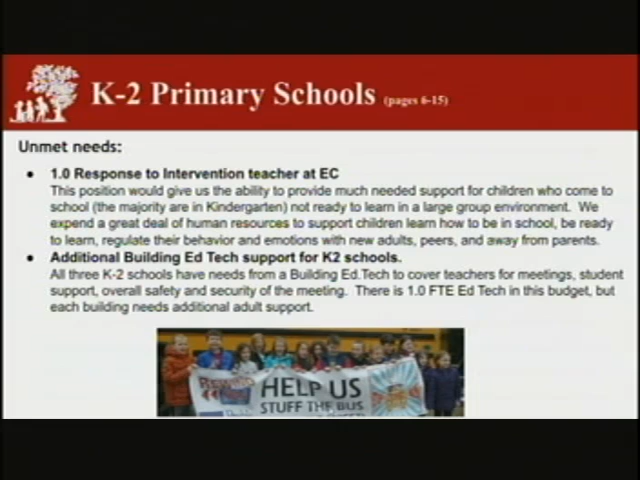 K-2 Primary Schools (pages 6-15)
Unmet needs:
● 1.0 Response to Intervention teacher at EC
This position would give us the ability to provide much needed support for children who come to
school (the majority are in Kindergarten) not ready to learn in a large group environment. We
expend a great deal of human resources to support children learn how to be in school, be ready
to learn, regulate their behavior and emotions with new adults, peers, and away from parents.
● Additional Building Ed Tech support for K2 schools.
All three K-2 schools have needs from a Building Ed.Tech to cover teachers for meetings, student
support, overall safety and security of the meeting. There is 1.0 FTE Ed Tech in this budget, but
each building needs additional adult support.
HELP US
STUFF THE BUS